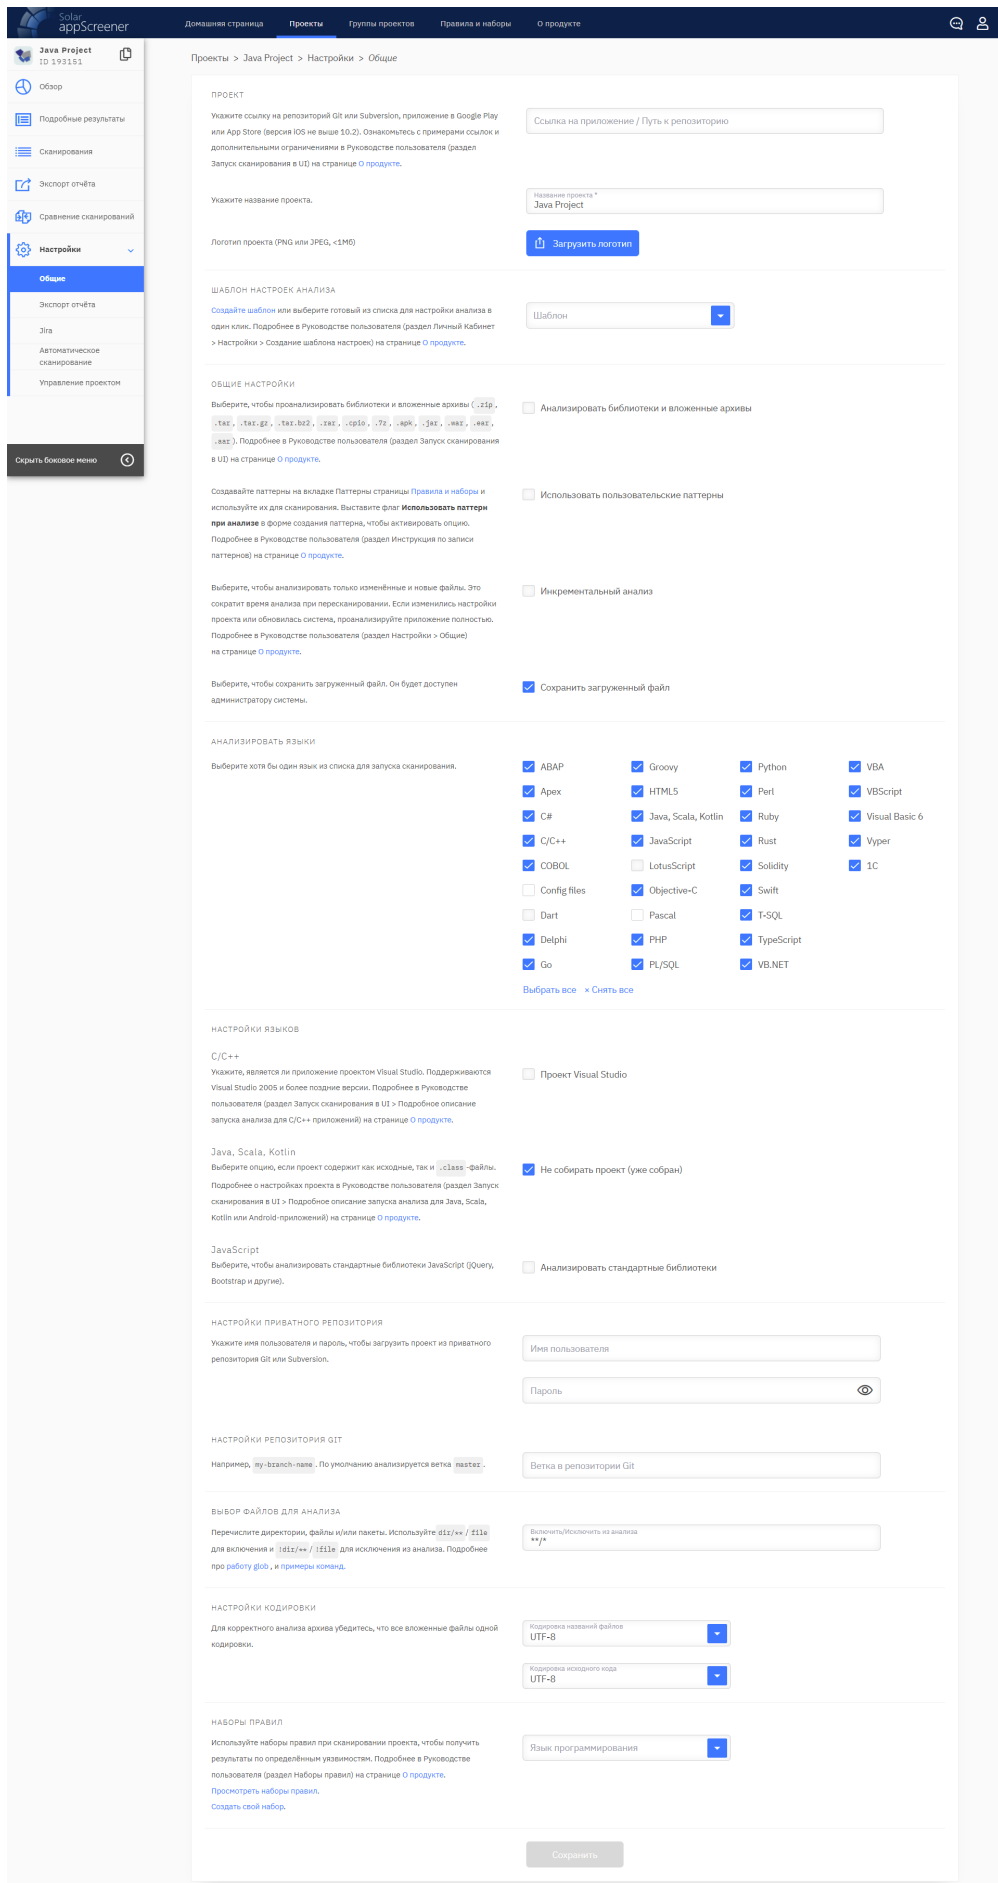 Solar
appScreener
Домашняя страница
Проекты
Группы проектов
Правила и наборы
О продукте
Java Project
ID 193151
Обзор
Подробные результаты
Сканирования
Экспорт отчёта
Сравнение сканирований
Настройки
Общие
Экспорт отчёта
Jira
Автоматическое
сканирование
Управление проектом
Скрыть боковое меню
Проекты > Java Project > Настройки > Общие
ПРОЕКТ
Укажите ссылку на репозиторий Git или Subversion, приложение в Google Play
или App Store (версия iOS не выше 10.2). Ознакомьтесь с примерами ссылок и
дополнительными ограничениями в Руководстве пользователя (раздел
Запуск сканирования в UI) на странице О продукте.
Ссылка на приложение / Путь к репозиторию
Укажите название проекта.
Название проекта *
Java Project
Логотип проекта (PNG или JPEG, <1Мб)
Загрузить логотип
ШАБЛОН НАСТРОЕК АНАЛИЗА
Создайте шаблон или выберите готовый из списка для настройки анализа в
один клик. Подробнее в Руководстве пользователя (раздел Личный Кабинет
> Настройки > Создание шаблона настроек) на странице О продукте.
Шаблон
ОБЩИЕ НАСТРОЙКИ
Выберите, чтобы проанализировать библиотеки и вложенные архивы ( .zip ,
.tar , .tar.gz , .tar.bz2 , .rar , .cpio , .7z , .apk , .jar , .war , .ear ,
.aar ). Подробнее в Руководстве пользователя (раздел Запуск сканирования
в UI) на странице О продукте.
Анализировать библиотеки и вложенные архивы
Создавайте паттерны на вкладке Паттерны страницы Правила и наборы и
используйте их для сканирования. Выставите флаг Использовать паттерн
при анализе в форме создания паттерна, чтобы активировать опцию.
Подробнее в Руководстве пользователя (раздел Инструкция по записи
паттернов) на странице О продукте.
Использовать пользовательские паттерны
Выберите, чтобы анализировать только изменённые и новые файлы. Это
сократит время анализа при пересканировании. Если изменились настройки
проекта или обновилась система, проанализируйте приложение полностью.
Подробнее в Руководстве пользователя (раздел Настройки > Общие)
на странице О продукте.
Инкрементальный анализ
Выберите, чтобы сохранить загруженный файл. Он будет доступен
администратору системы.
Сохранить загруженный файл
АНАЛИЗИРОВАТЬ ЯЗЫКИ
Выберите хотя бы один язык из списка для запуска сканирования.
ABAP Groovy Python VBA
Apex HTML5 Perl VBScript
C# Java, Scala, Kotlin Ruby Visual Basic 6
C/C++ JavaScript Rust Vyper
COBOL LotusScript Solidity 1C
Config files Objective-C Swift
Dart Pascal T-SQL
Delphi PHP TypeScript
Go PL/SQL VB.NET
Выбрать все × Снять все
НАСТРОЙКИ ЯЗЫКОВ
C/C++
Укажите, является ли приложение проектом Visual Studio. Поддерживаются
Visual Studio 2005 и более поздние версии. Подробнее в Руководстве
пользователя (раздел Запуск сканирования в UI > Подробное описание
запуска анализа для C/C++ приложений) на странице О продукте.
Проект Visual Studio
Java, Scala, Kotlin
Выберите опцию, если проект содержит как исходные, так и .class -файлы.
Подробнее о настройках проекта в Руководстве пользователя (раздел Запуск
сканирования в UI > Подробное описание запуска анализа для Java, Scala,
Kotlin или Android-приложений) на странице О продукте.
Не собирать проект (уже собран)
JavaScript
Выберите, чтобы анализировать стандартные библиотеки JavaScript (jQuery,
Bootstrap и другие).
Анализировать стандартные библиотеки
НАСТРОЙКИ ПРИВАТНОГО РЕПОЗИТОРИЯ
Укажите имя пользователя и пароль, чтобы загрузить проект из приватного
репозитория Git или Subversion.
Имя пользователя
Пароль
НАСТРОЙКИ РЕПОЗИТОРИЯ GIT
Например, my-branch-name . По умолчанию анализируется ветка master .
Ветка в репозитории Git
ВЫБОР ФАЙЛОВ ДЛЯ АНАЛИЗА
Перечислите директории, файлы и/или пакеты. Используйте dir/** / file
для включения и !dir/** / !file для исключения из анализа. Подробнее
про работу glob , и примеры команд.
Включить/Исключить из анализа
**/*
НАСТРОЙКИ КОДИРОВКИ
Для корректного анализа архива убедитесь, что все вложенные файлы одной
кодировки.
Кодировка названий файлов
UTF-8
Кодировка исходного кода
UTF-8
НАБОРЫ ПРАВИЛ
Используйте наборы правил при сканировании проекта, чтобы получить
результаты по определённым уязвимостям. Подробнее в Руководстве
пользователя (раздел Наборы правил) на странице О продукте.
Просмотреть наборы правил.
Создать свой набор.
Язык программирования
Сохранить